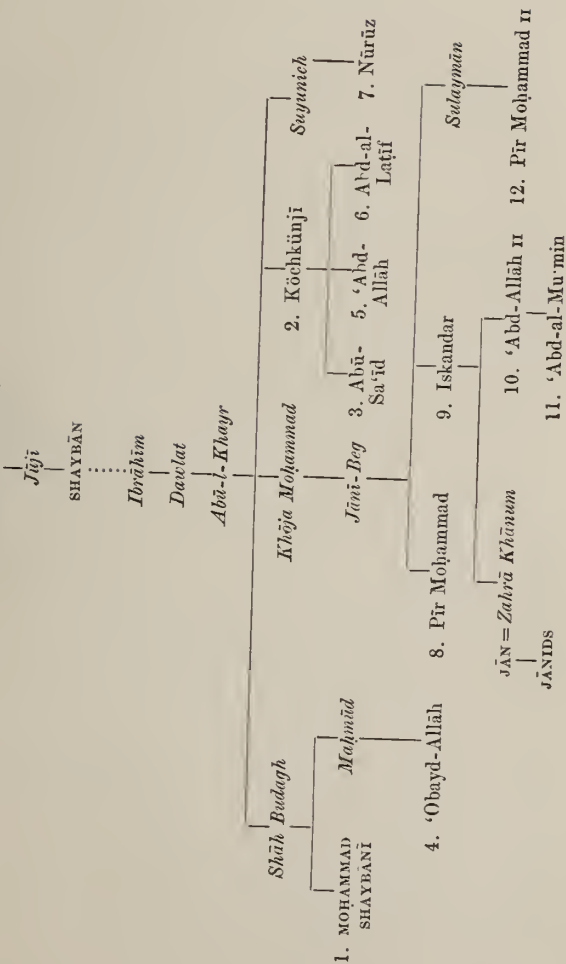 Jūjī
SHAYBĀN
Ibrāhīm
Dawlat
Abū-l-Khayr
Shāh Budagh
Khōja Moḥammad
2. Köchkünjī
Suyunich
1. MOḤAMMAD
SHAYBĀNĪ
Maḥmūd
Jānī-Beg
3. Abū-
Sa‘īd
5. ‘Abd-
Allāh
6. Abd-al-
Laṭīf
7. Nūrūz
4. ‘Obayd-Allāh
8. Pīr Moḥammad
9. Iskandar
Sulaymān
JĀN = Zahrā Khānum
10. ‘Abd-Allāh II
12. Pīr Moḥammad II
JĀNIDS
11. ‘Abd-al-Mu'min